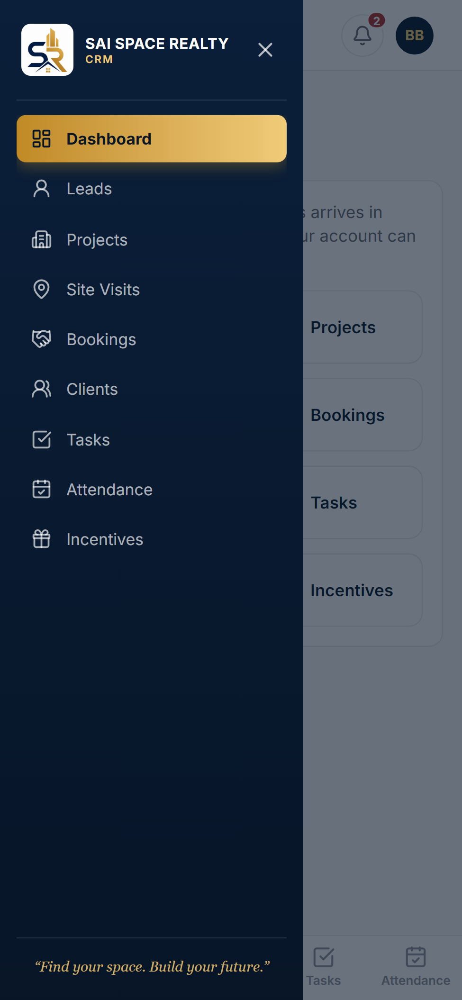 SR
SAI SPACE REALTY
CRM
2
BB
Dashboard
Leads
Projects
Site Visits
Bookings
Clients
Tasks
Attendance
Incentives
“Find your space. Build your future.”
arrives in
account can
Projects
Bookings
Tasks
Incentives
Tasks
Attendance